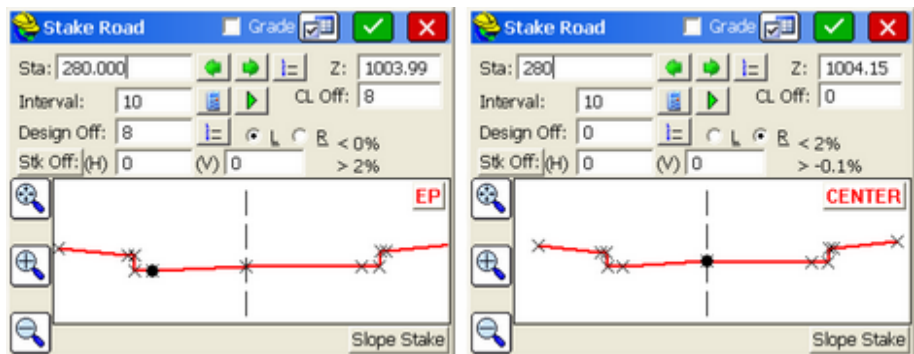 Stake Road Grade
Sta: 280.000 Z: 1003.99
Interval: 10 CL Off: 8
Design Off: 8 L R < 0%
Stk Off: (H) 0 (V) 0 > 2%
EP
Slope Stake
Stake Road Grade
Sta: 280 Z: 1004.15
Interval: 10 CL Off: 0
Design Off: 0 L R < 2%
Stk Off: (H) 0 (V) 0 > -0.1%
CENTER
Slope Stake